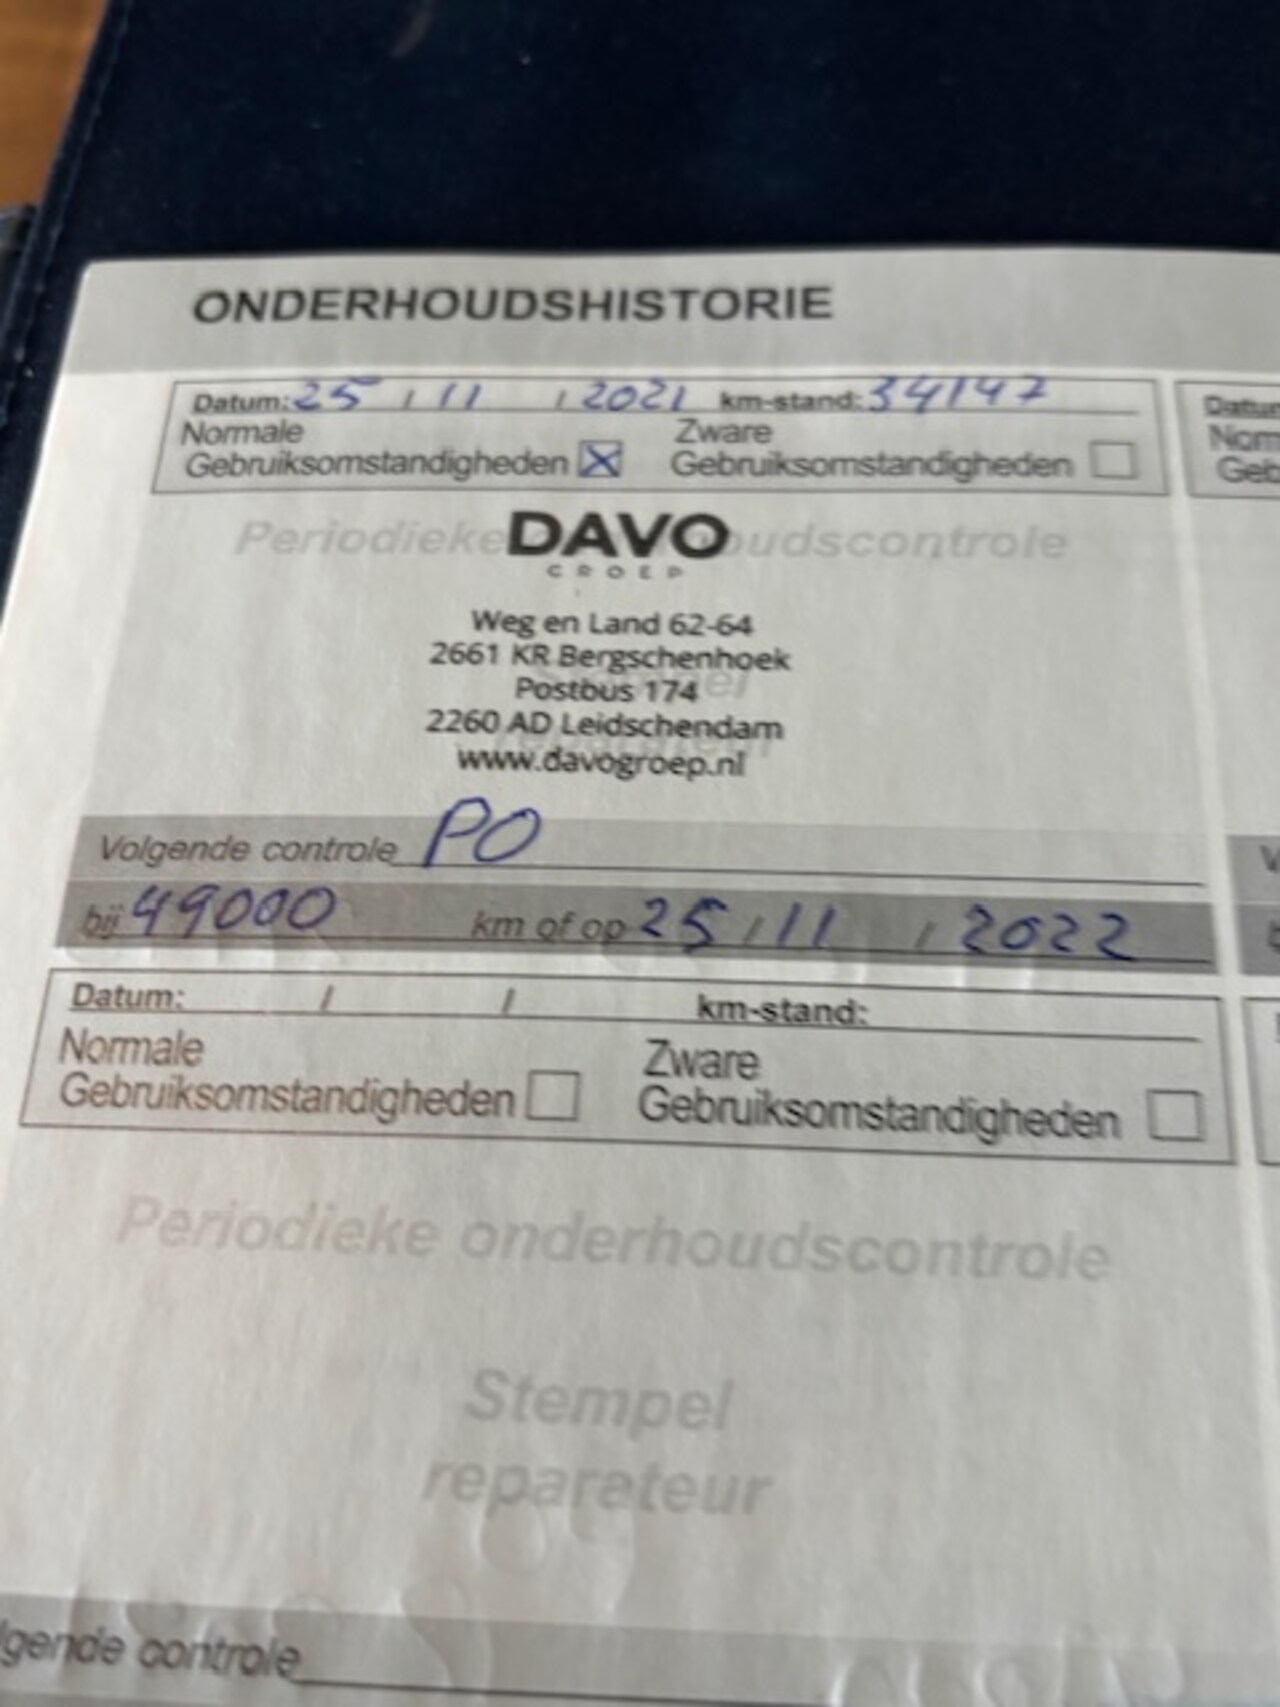 ONDERHOUDSHISTORIE
Datum: 25 / 11 / 2021 km-stand: 34147
Normale Zware
Gebruiksomstandigheden Gebruiksomstandigheden
Periodieke oudscontrole
DAVO
GROEP
Weg en Land 62-64
2661 KR Bergschenhoek
Postbus 174
2260 AD Leidschendam
www.davogroep.nl
Volgende controle PO
bij 49000 km of op 25 / 11 / 2022
Datum: / / km-stand:
Normale Zware
Gebruiksomstandigheden Gebruiksomstandigheden
Periodieke onderhoudscontrole
Stempel
reparateur
lgende controle